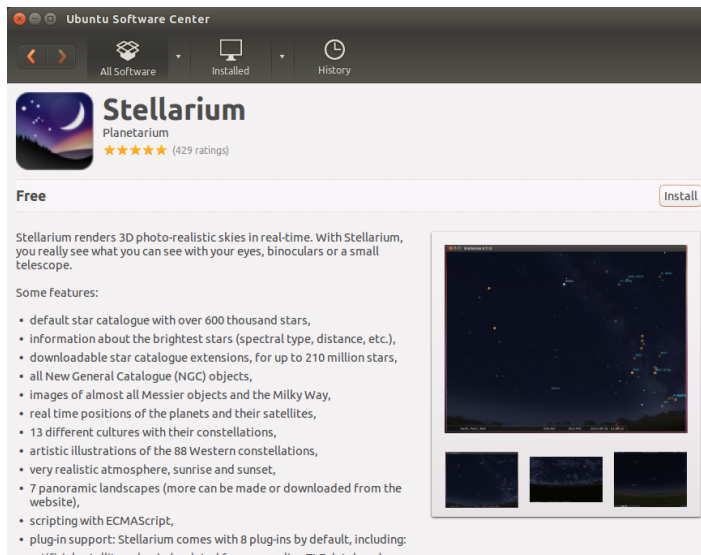 Ubuntu Software Center
All Software
Installed
History
Stellarium
Planetarium
(429 ratings)
Free
Install
Stellarium renders 3D photo-realistic skies in real-time. With Stellarium,
you really see what you can see with your eyes, binoculars or a small
telescope.
Some features:
• default star catalogue with over 600 thousand stars,
• information about the brightest stars (spectral type, distance, etc.),
• downloadable star catalogue extensions, for up to 210 million stars,
• all New General Catalogue (NGC) objects,
• images of almost all Messier objects and the Milky Way,
• real time positions of the planets and their satellites,
• 13 different cultures with their constellations,
• artistic illustrations of the 88 Western constellations,
• very realistic atmosphere, sunrise and sunset,
• 7 panoramic landscapes (more can be made or downloaded from the
website),
• scripting with ECMAScript,
• plug-in support: Stellarium comes with 8 plug-ins by default, including: